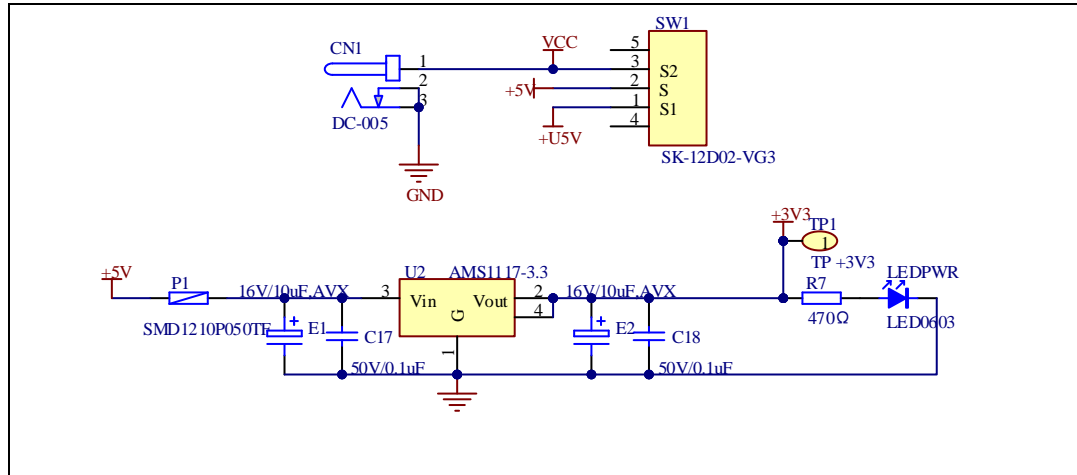 SW1
CN1
VCC
1
2
3
DC-005
GND
+5V
+U5V
5
3
2
1
4
S2
S
S1
SK-12D02-VG3
+5V
P1
SMD1210P050TF
16V/10uF,AVX
E1
C17
50V/0.1uF
U2
AMS1117-3.3
3
Vin
Vout
G
1
2
4
16V/10uF,AVX
E2
C18
50V/0.1uF
+3V3
TP1
1
TP +3V3
R7
470Ω
LEDPWR
LED0603